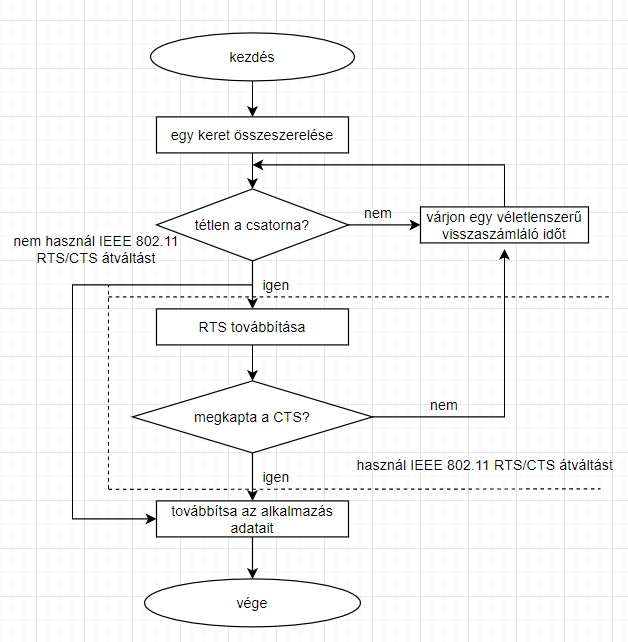 kezdés
egy keret összeszerelése
tétlen a csatorna?
nem
várjon egy véletlenszerű
visszaszámláló időt
nem használ IEEE 802.11
RTS/CTS átváltást
igen
RTS továbbítása
megkapta a CTS?
nem
használ IEEE 802.11 RTS/CTS átváltást
igen
továbbítsa az alkalmazás
adatait
vége